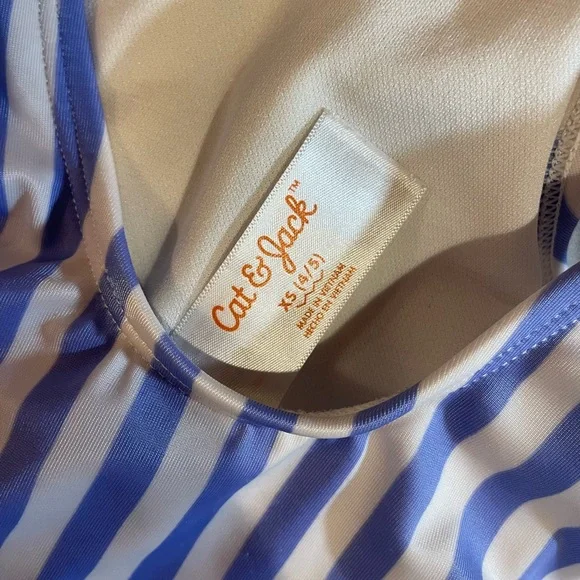 Cat & Jack™
XS (4/5)
MADE IN VIETNAM
HECHO EN VIETNAM